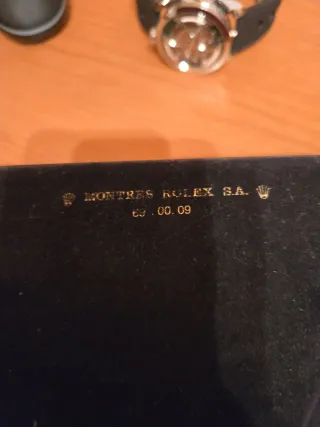 MONTRES ROLEX S.A.
69.00.09